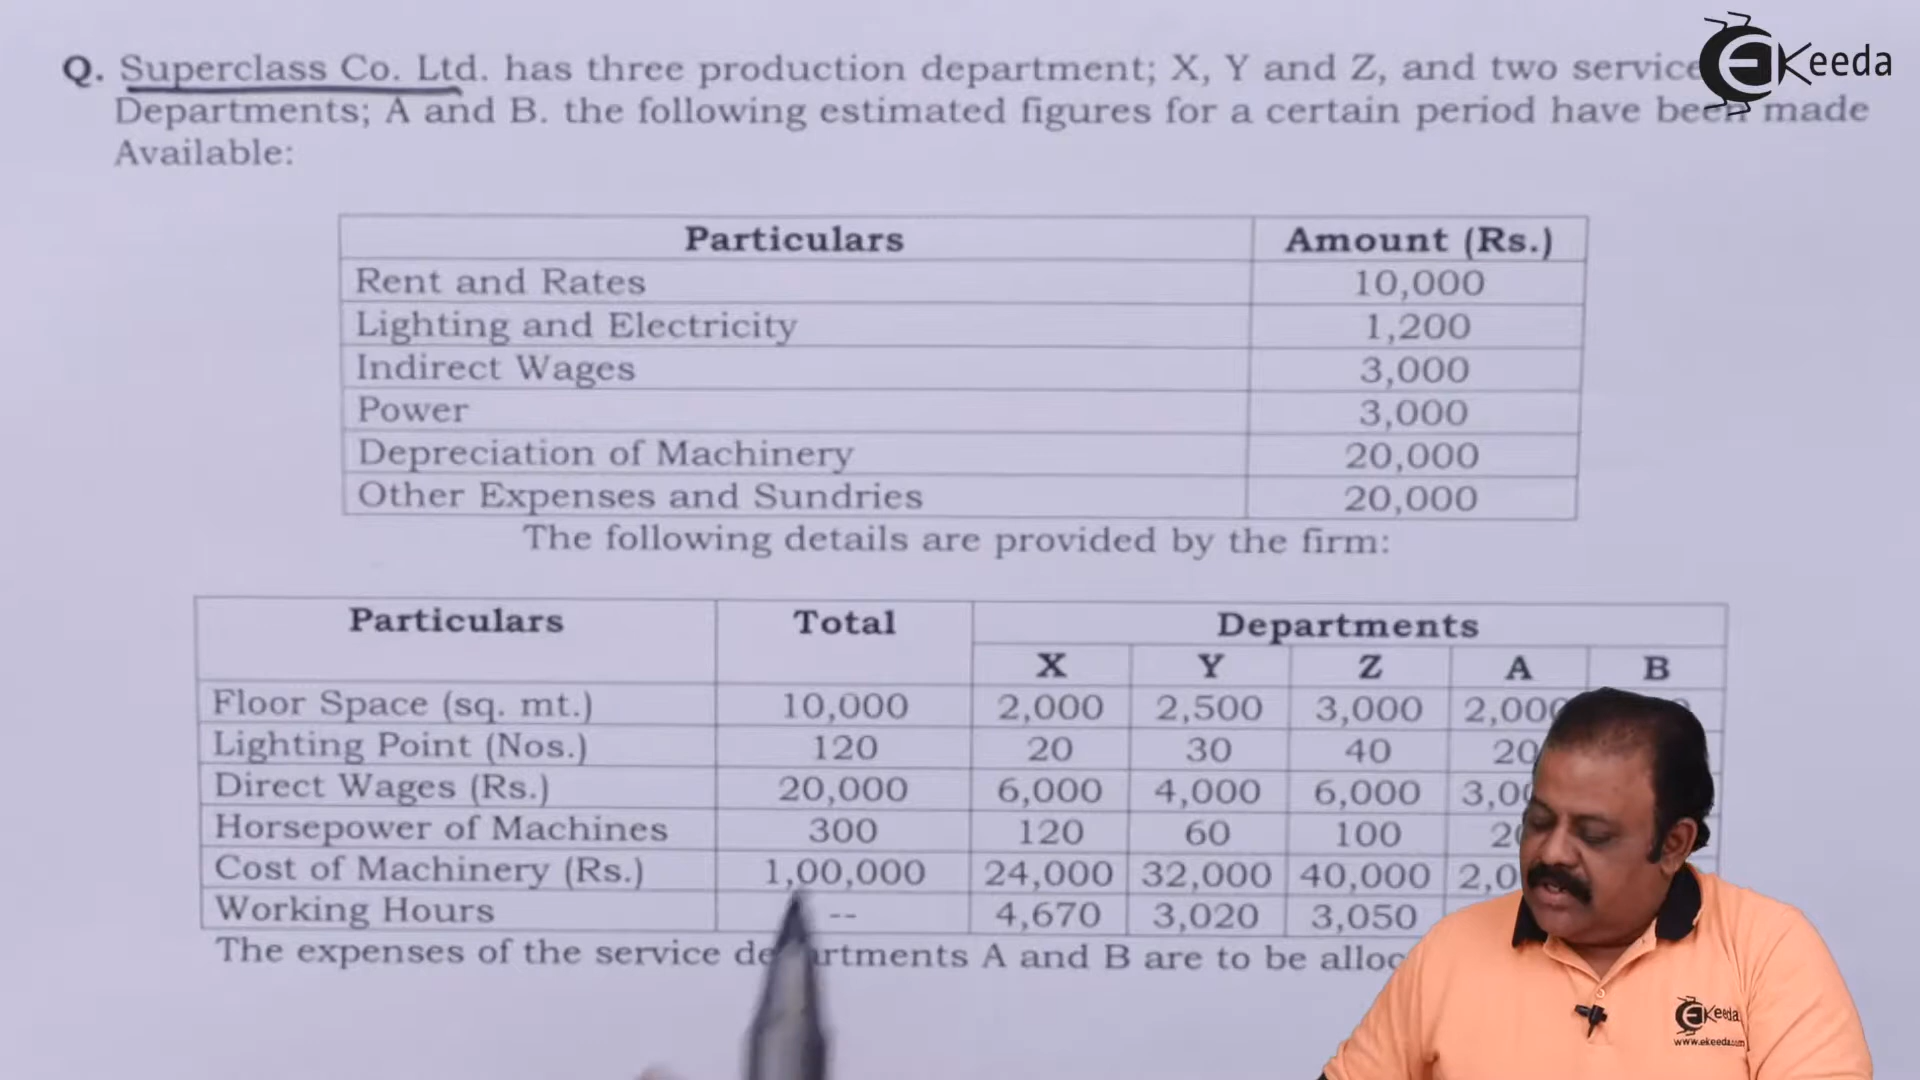 Q. Superclass Co. Ltd. has three production department; X, Y and Z, and two service
Departments; A and B. the following estimated figures for a certain period have been made
Available:
EKeeda
Particulars Amount (Rs.)
Rent and Rates 10,000
Lighting and Electricity 1,200
Indirect Wages 3,000
Power 3,000
Depreciation of Machinery 20,000
Other Expenses and Sundries 20,000
The following details are provided by the firm:
Particulars Total Departments
X Y Z A B
Floor Space (sq. mt.) 10,000 2,000 2,500 3,000
Lighting Point (Nos.) 120 20 30 40 20
Direct Wages (Rs.) 20,000 6,000 4,000 6,000
Horsepower of Machines 300 120 60 100
Cost of Machinery (Rs.) 1,00,000 24,000 32,000 40,000
Working Hours -- 4,670 3,020 3,050
The expenses of the service A and B are to be
EKeeda
www.ekeeda.com